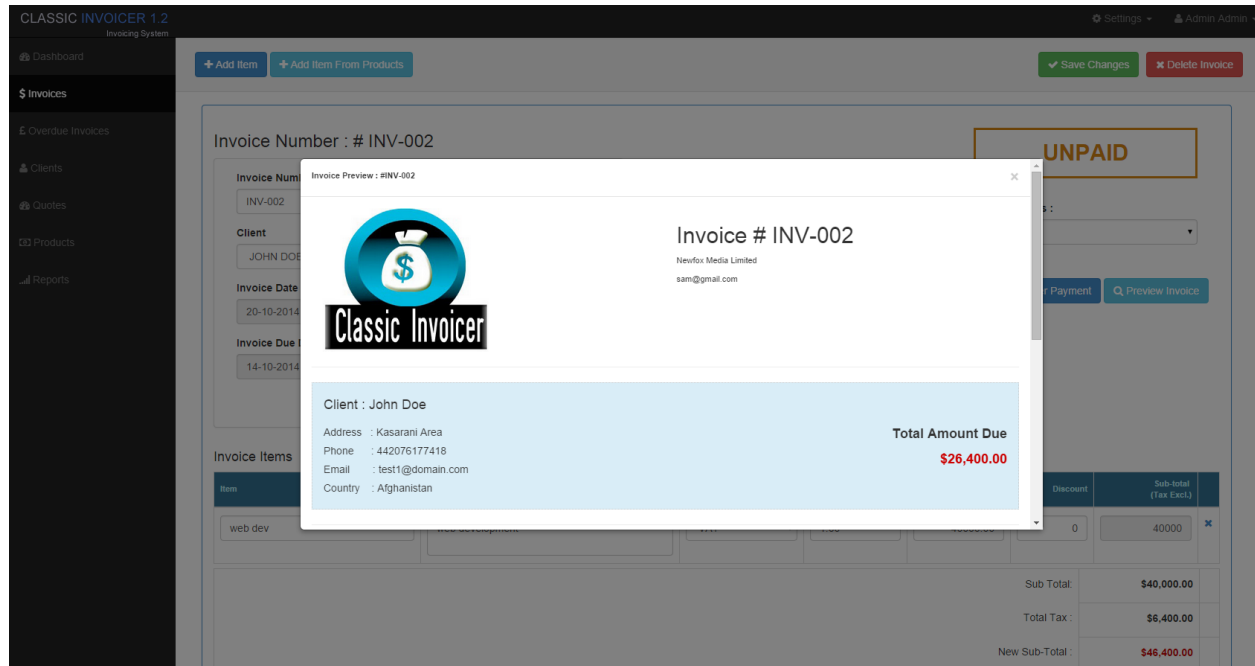 CLASSIC INVOICER 1.2
Invoicing System
Settings
Admin Admin
Dashboard
$ Invoices
£ Overdue Invoices
Clients
Quotes
Products
Reports
+ Add Item
+ Add Item From Products
✔ Save Changes
✖ Delete Invoice
Invoice Number : # INV-002
UNPAID
Invoice Num
INV-002
Client
JOHN DOE
Invoice Date
20-10-2014
Invoice Due
14-10-2014
s :
r Payment
Preview Invoice
Invoice Preview : #INV-002
×
$
Classic Invoicer
Invoice # INV-002
Newfox Media Limited
sam@gmail.com
Client : John Doe
Address : Kasarani Area
Phone : 442076177418
Email : test1@domain.com
Country : Afghanistan
Total Amount Due
$26,400.00
Invoice Items
Item
Discount
Sub-total
(Tax Excl.)
web dev
web development
0
40000
✖
Sub Total: $40,000.00
Total Tax : $6,400.00
New Sub-Total : $46,400.00